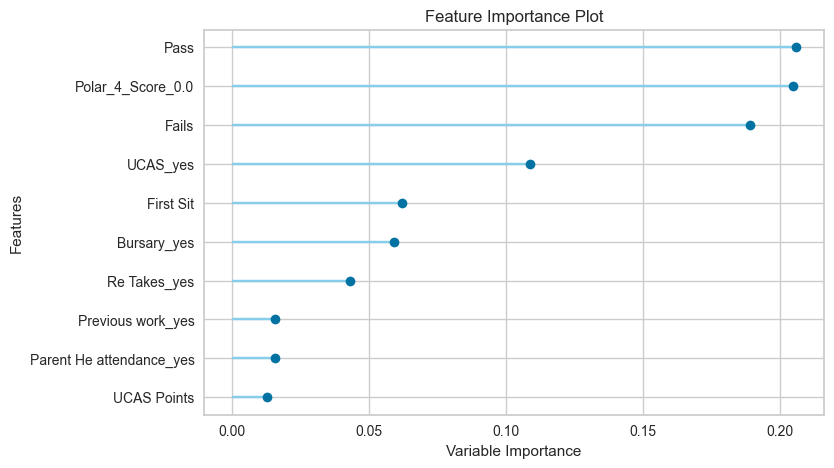 Feature Importance Plot
Features
Pass
Polar_4_Score_0.0
Fails
UCAS_yes
First Sit
Bursary_yes
Re Takes_yes
Previous work_yes
Parent He attendance_yes
UCAS Points
0.00 0.05 0.10 0.15 0.20
Variable Importance